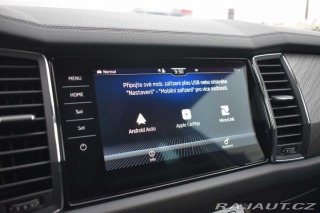 MENU
HOME
Normal
Připojte své mob. zařízení přes USB nebo stiskněte
"Nastavení" - "Mobilní zařízení" pro více možností.
Android Auto
Apple CarPlay
MirrorLink
RAJAUT.CZ